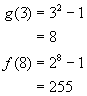 g(3) = 3² − 1
= 8
f(8) = 2⁸ − 1
= 255